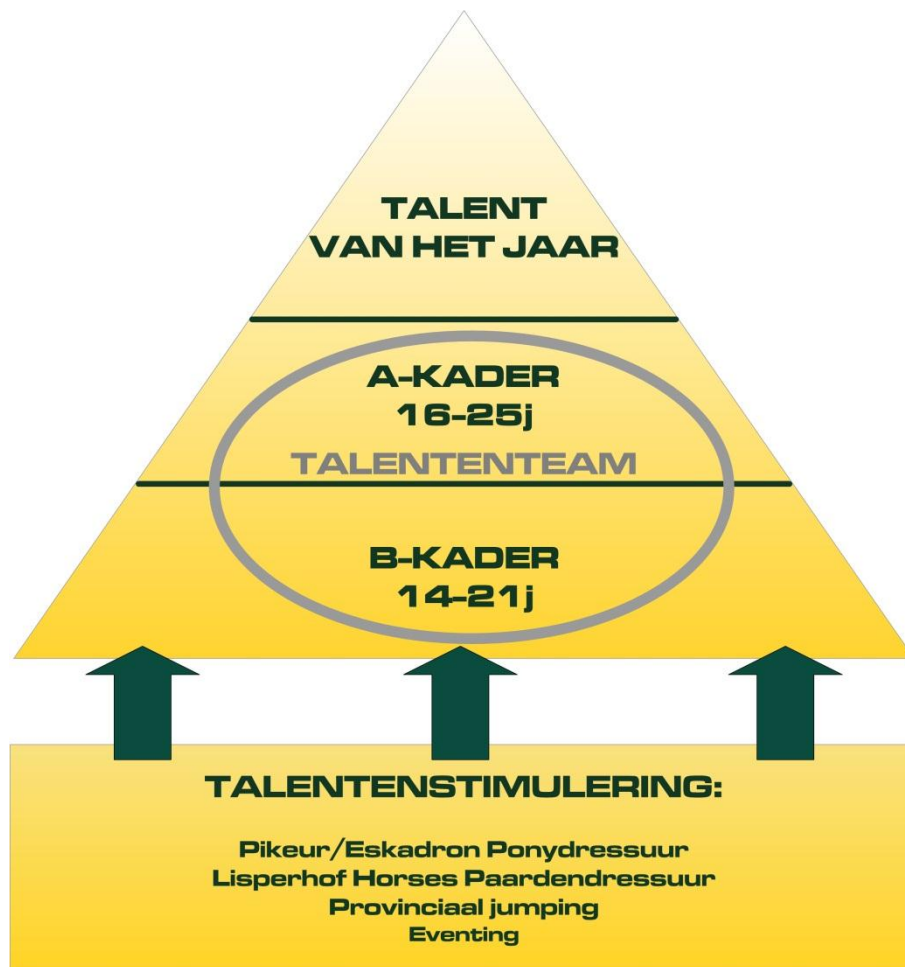 TALENT
VAN HET JAAR
A-KADER
16-25j
TALENTENTEAM
B-KADER
14-21j
TALENTENSTIMULERING:
Pikeur/Eskadron Ponydressuur
Lisperhof Horses Paardendressuur
Provinciaal jumping
Eventing